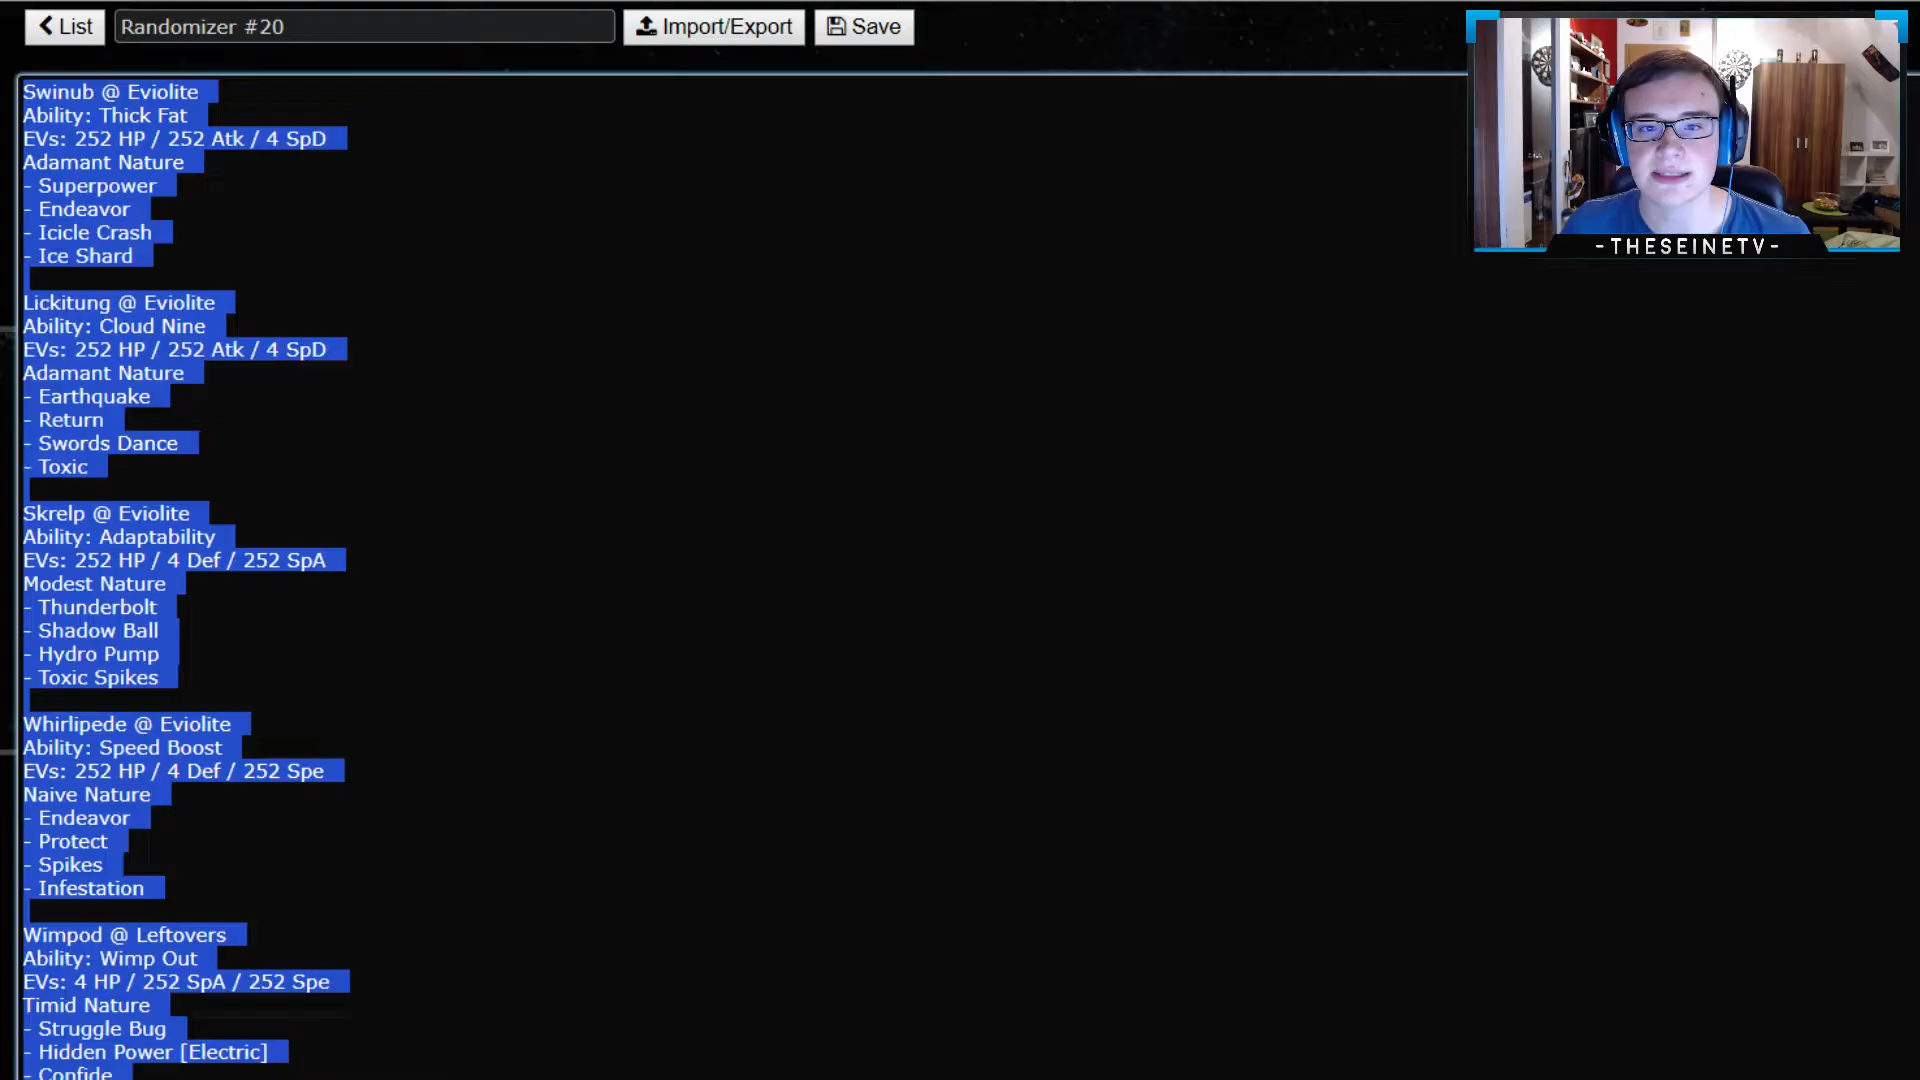 List
Randomizer #20
Import/Export
Save
Swinub @ Eviolite
Ability: Thick Fat
EVs: 252 HP / 252 Atk / 4 SpD
Adamant Nature
- Superpower
- Endeavor
- Icicle Crash
- Ice Shard
Lickitung @ Eviolite
Ability: Cloud Nine
EVs: 252 HP / 252 Atk / 4 SpD
Adamant Nature
- Earthquake
- Return
- Swords Dance
- Toxic
Skrelp @ Eviolite
Ability: Adaptability
EVs: 252 HP / 4 Def / 252 SpA
Modest Nature
- Thunderbolt
- Shadow Ball
- Hydro Pump
- Toxic Spikes
Whirlipede @ Eviolite
Ability: Speed Boost
EVs: 252 HP / 4 Def / 252 Spe
Naive Nature
- Endeavor
- Protect
- Spikes
- Infestation
Wimpod @ Leftovers
Ability: Wimp Out
EVs: 4 HP / 252 SpA / 252 Spe
Timid Nature
- Struggle Bug
- Hidden Power [Electric]
- Confide
-THESEINETV-